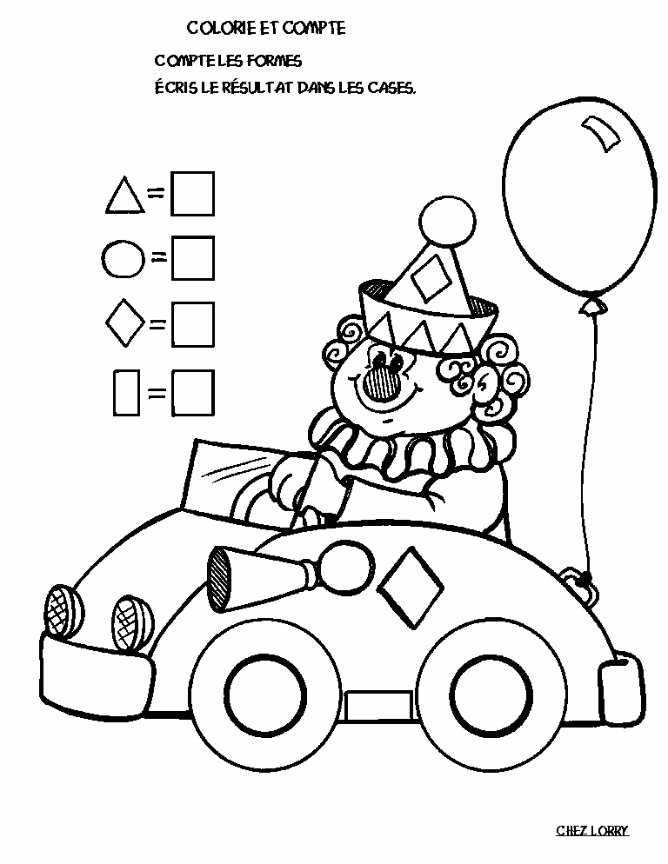 COLORIE ET COMPTE
COMPTE LES FORMES
ÉCRIS LE RÉSULTAT DANS LES CASES.
=
=
=
=
CHEZ LORRY